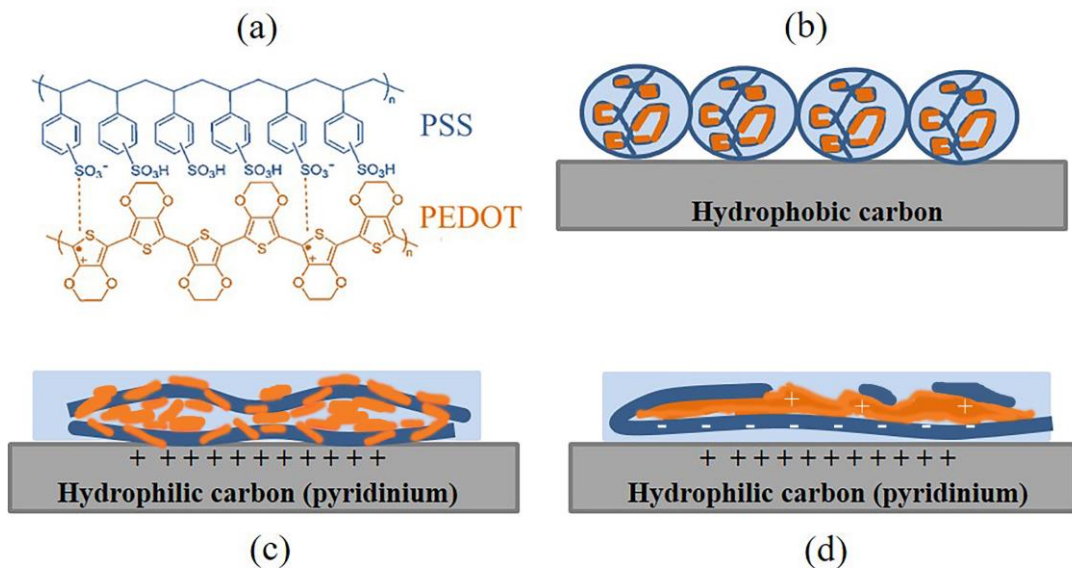 (a)
(b)
( )n
PSS
SO₃⁻ SO₃H SO₃H SO₃H SO₃⁻ SO₃H
PEDOT
O O O O O O
S S S S S S
• + • +
( )n
O O O O O O
Hydrophobic carbon
+ + + + + + + + + + +
Hydrophilic carbon (pyridinium)
(c)
+ + +
- - - - - - - -
+ + + + + + + + + + +
Hydrophilic carbon (pyridinium)
(d)